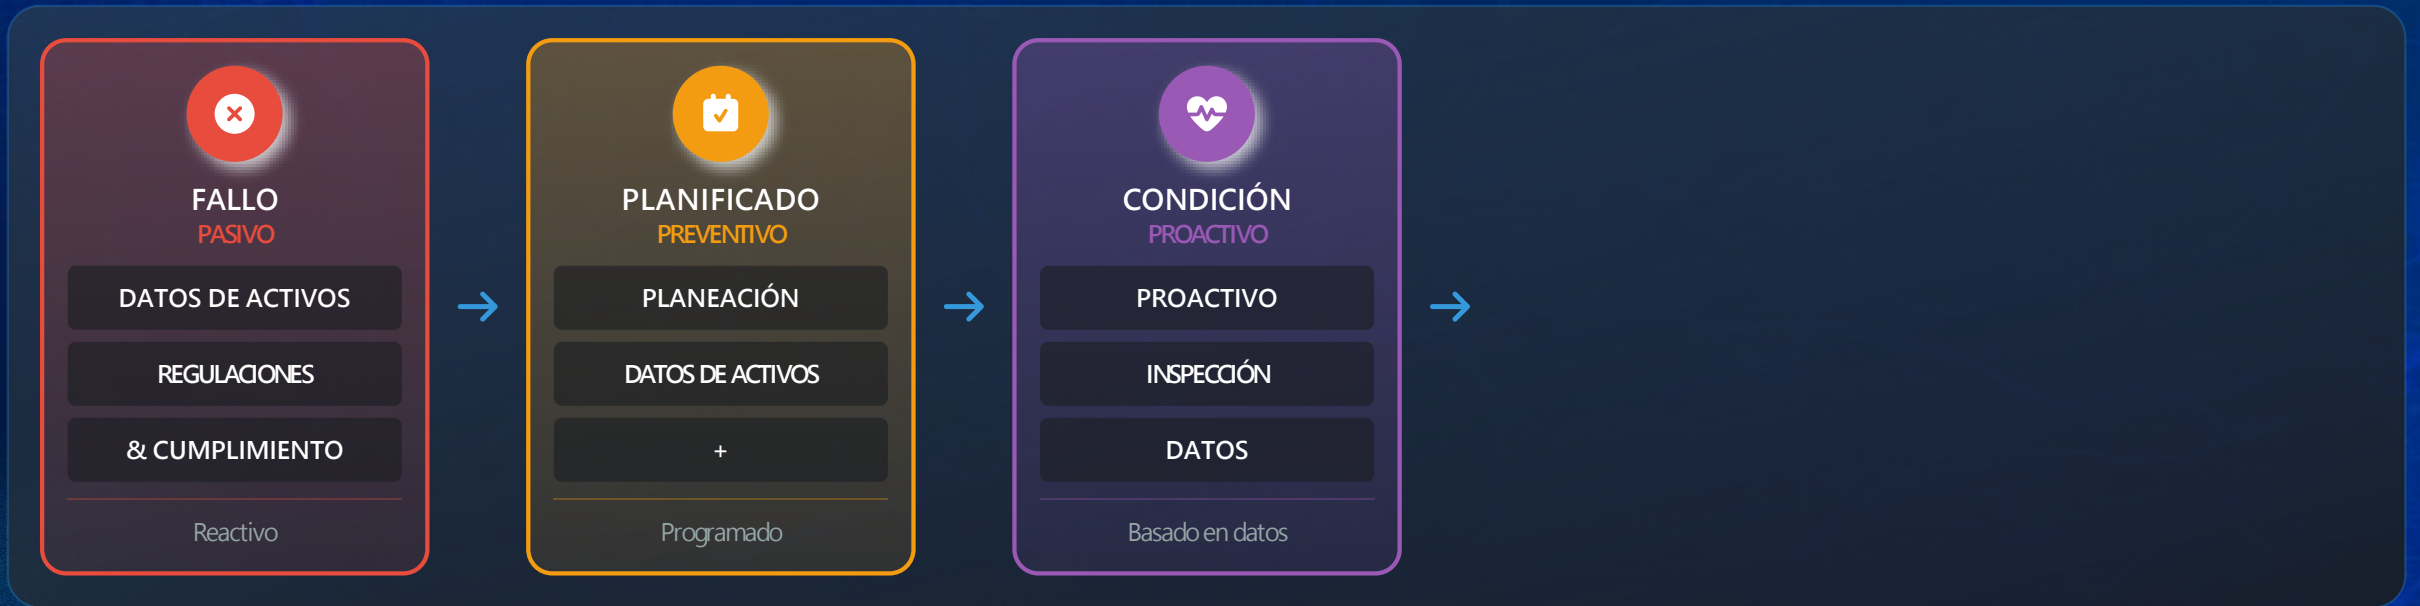 FALLO
PASIVO
DATOS DE ACTIVOS
REGULACIONES
& CUMPLIMIENTO
Reactivo
PLANIFICADO
PREVENTIVO
PLANEACIÓN
DATOS DE ACTIVOS
+
Programado
CONDICIÓN
PROACTIVO
PROACTIVO
INSPECCIÓN
DATOS
Basado en datos